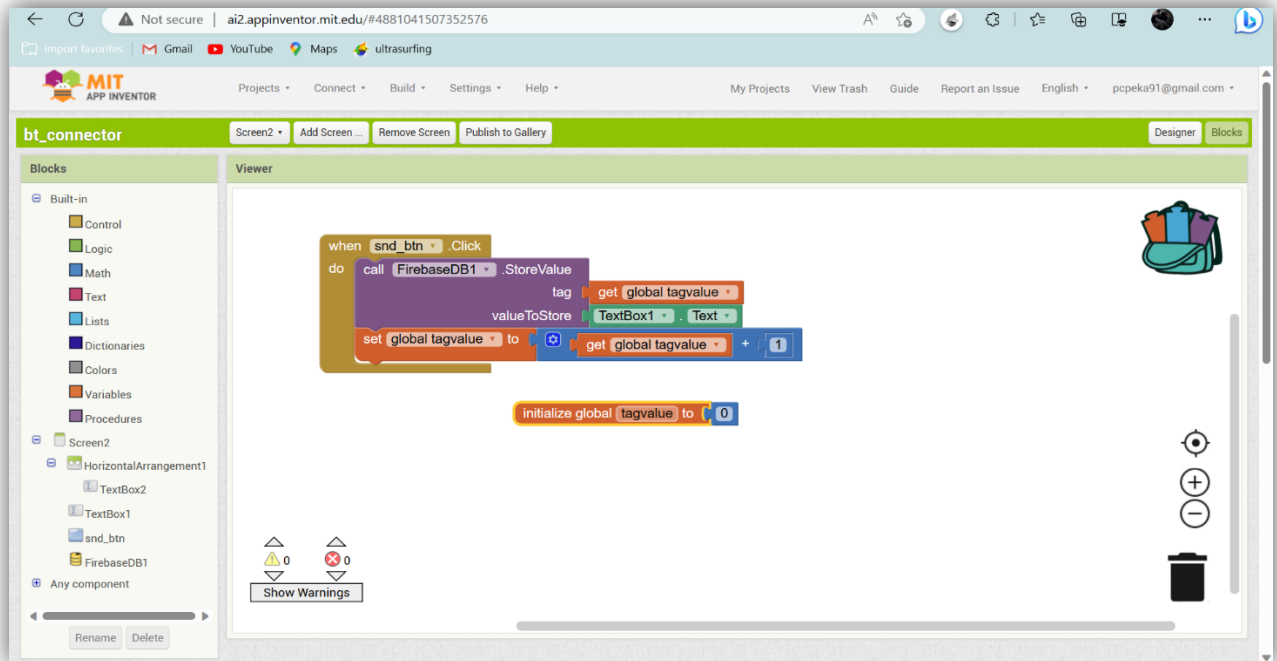 Not secure | ai2.appinventor.mit.edu/#4881041507352576
Import favorites Gmail YouTube Maps ultrasurfing
MIT
APP INVENTOR
Projects Connect Build Settings Help My Projects View Trash Guide Report an Issue English pcpeka91@gmail.com
bt_connector Screen2 Add Screen ... Remove Screen Publish to Gallery Designer Blocks
Blocks
Viewer
Built-in
Control
Logic
Math
Text
Lists
Dictionaries
Colors
Variables
Procedures
Screen2
HorizontalArrangement1
TextBox2
TextBox1
snd_btn
FirebaseDB1
Any component
Rename Delete
when snd_btn .Click
do call FirebaseDB1 .StoreValue
tag get global tagvalue
valueToStore TextBox1 . Text
set global tagvalue to get global tagvalue + 1
initialize global tagvalue to 0
0 0
Show Warnings